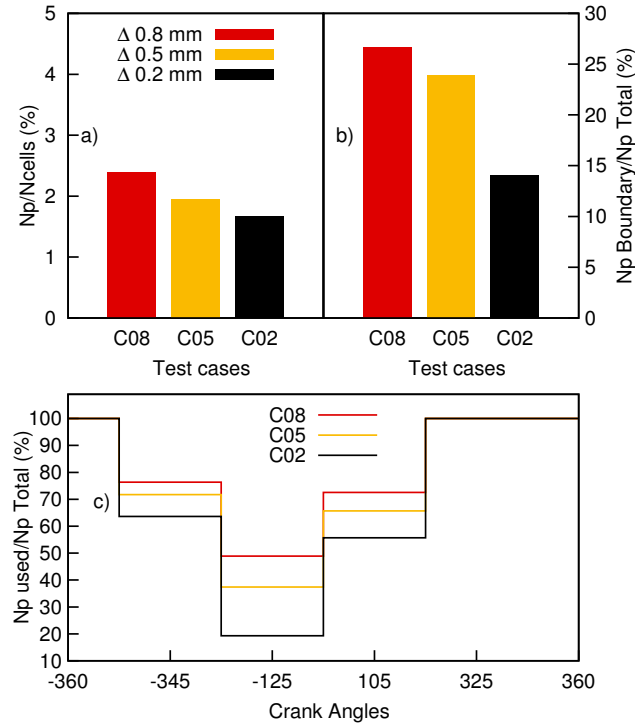 5
4
3
2
1
0
Np/Ncells (%)
Δ 0.8 mm
Δ 0.5 mm
Δ 0.2 mm
a)
C08 C05 C02
Test cases
b)
C08 C05 C02
Test cases
30
25
20
15
10
5
0
Np Boundary/Np Total (%)
100
90
80
70
60
50
40
30
20
10
Np used/Np Total (%)
C08
C05
C02
c)
-360 -345 -125 105 325 360
Crank Angles